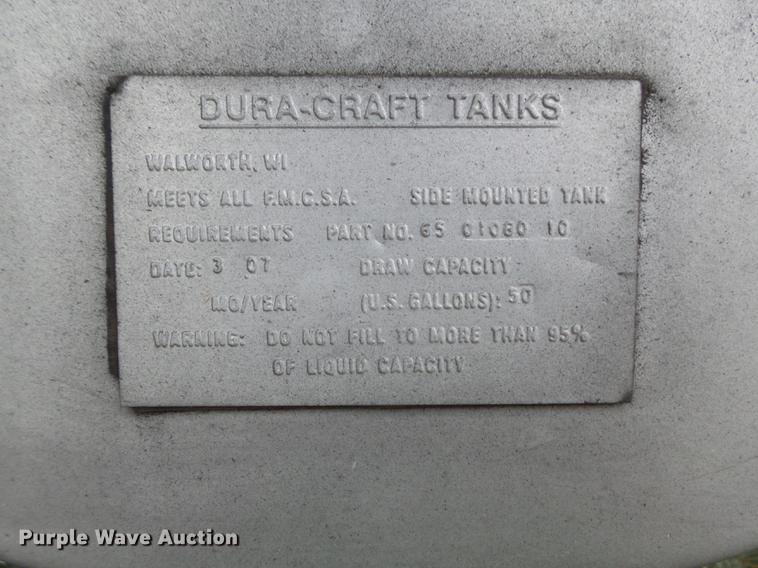 DURA-CRAFT TANKS
WALWORTH, WI
MEETS ALL F.M.C.S.A. SIDE MOUNTED TANK
REQUIREMENTS PART NO. 65 01060 10
DATE: 3 07 DRAW CAPACITY
MO/YEAR (U.S. GALLONS): 50
WARNING: DO NOT FILL TO MORE THAN 95%
OF LIQUID CAPACITY
Purple Wave Auction